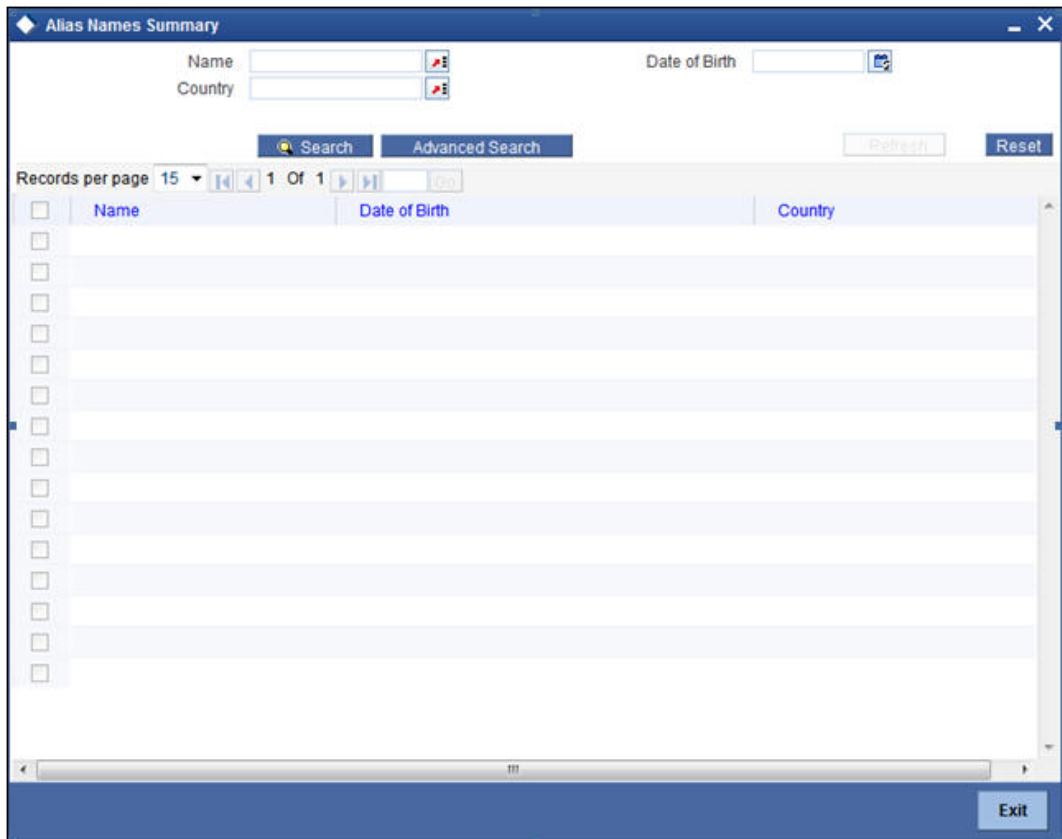 Alias Names Summary
Name
Date of Birth
Country
Search Advanced Search Refresh Reset
Records per page 15 1 Of 1 Go
Name Date of Birth Country
Exit